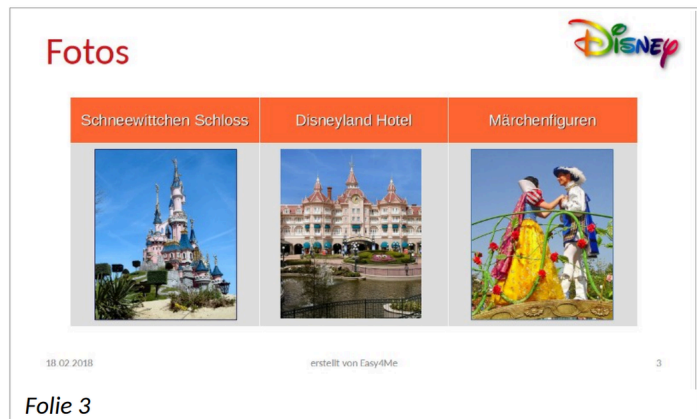 Fotos
Disney
Schneewittchen Schloss
Disneyland Hotel
Märchenfiguren
18.02.2018
erstellt von Easy4Me
3
Folie 3